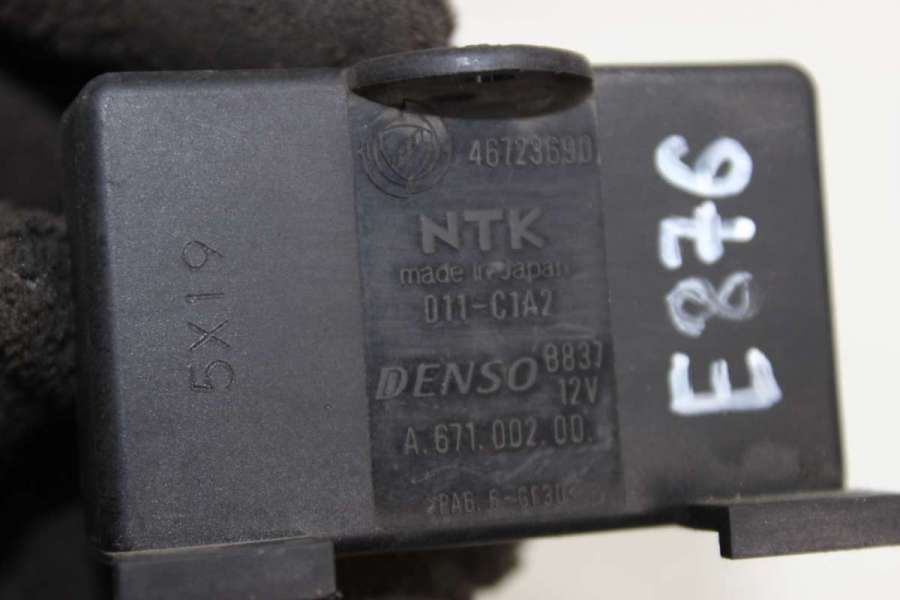 46723690
NTK
made in Japan
011-C1A2
DENSO 8837
12V
A.671.002.00.
5X19
E876